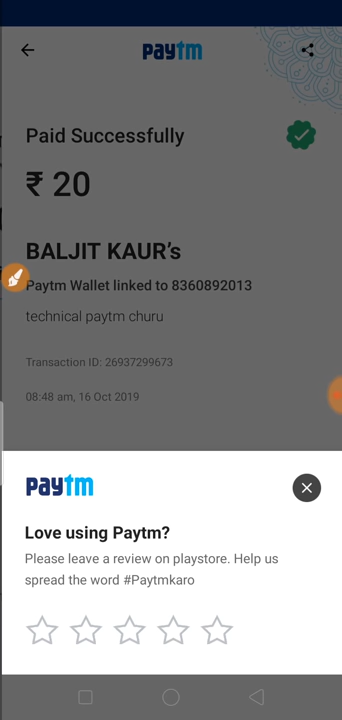 paytm
Paid Successfully
₹ 20
BALJIT KAUR's
Paytm Wallet linked to 8360892013
technical paytm churu
Transaction ID: 26937299673
08:48 am, 16 Oct 2019
paytm
Love using Paytm?
Please leave a review on playstore. Help us
spread the word #Paytmkaro